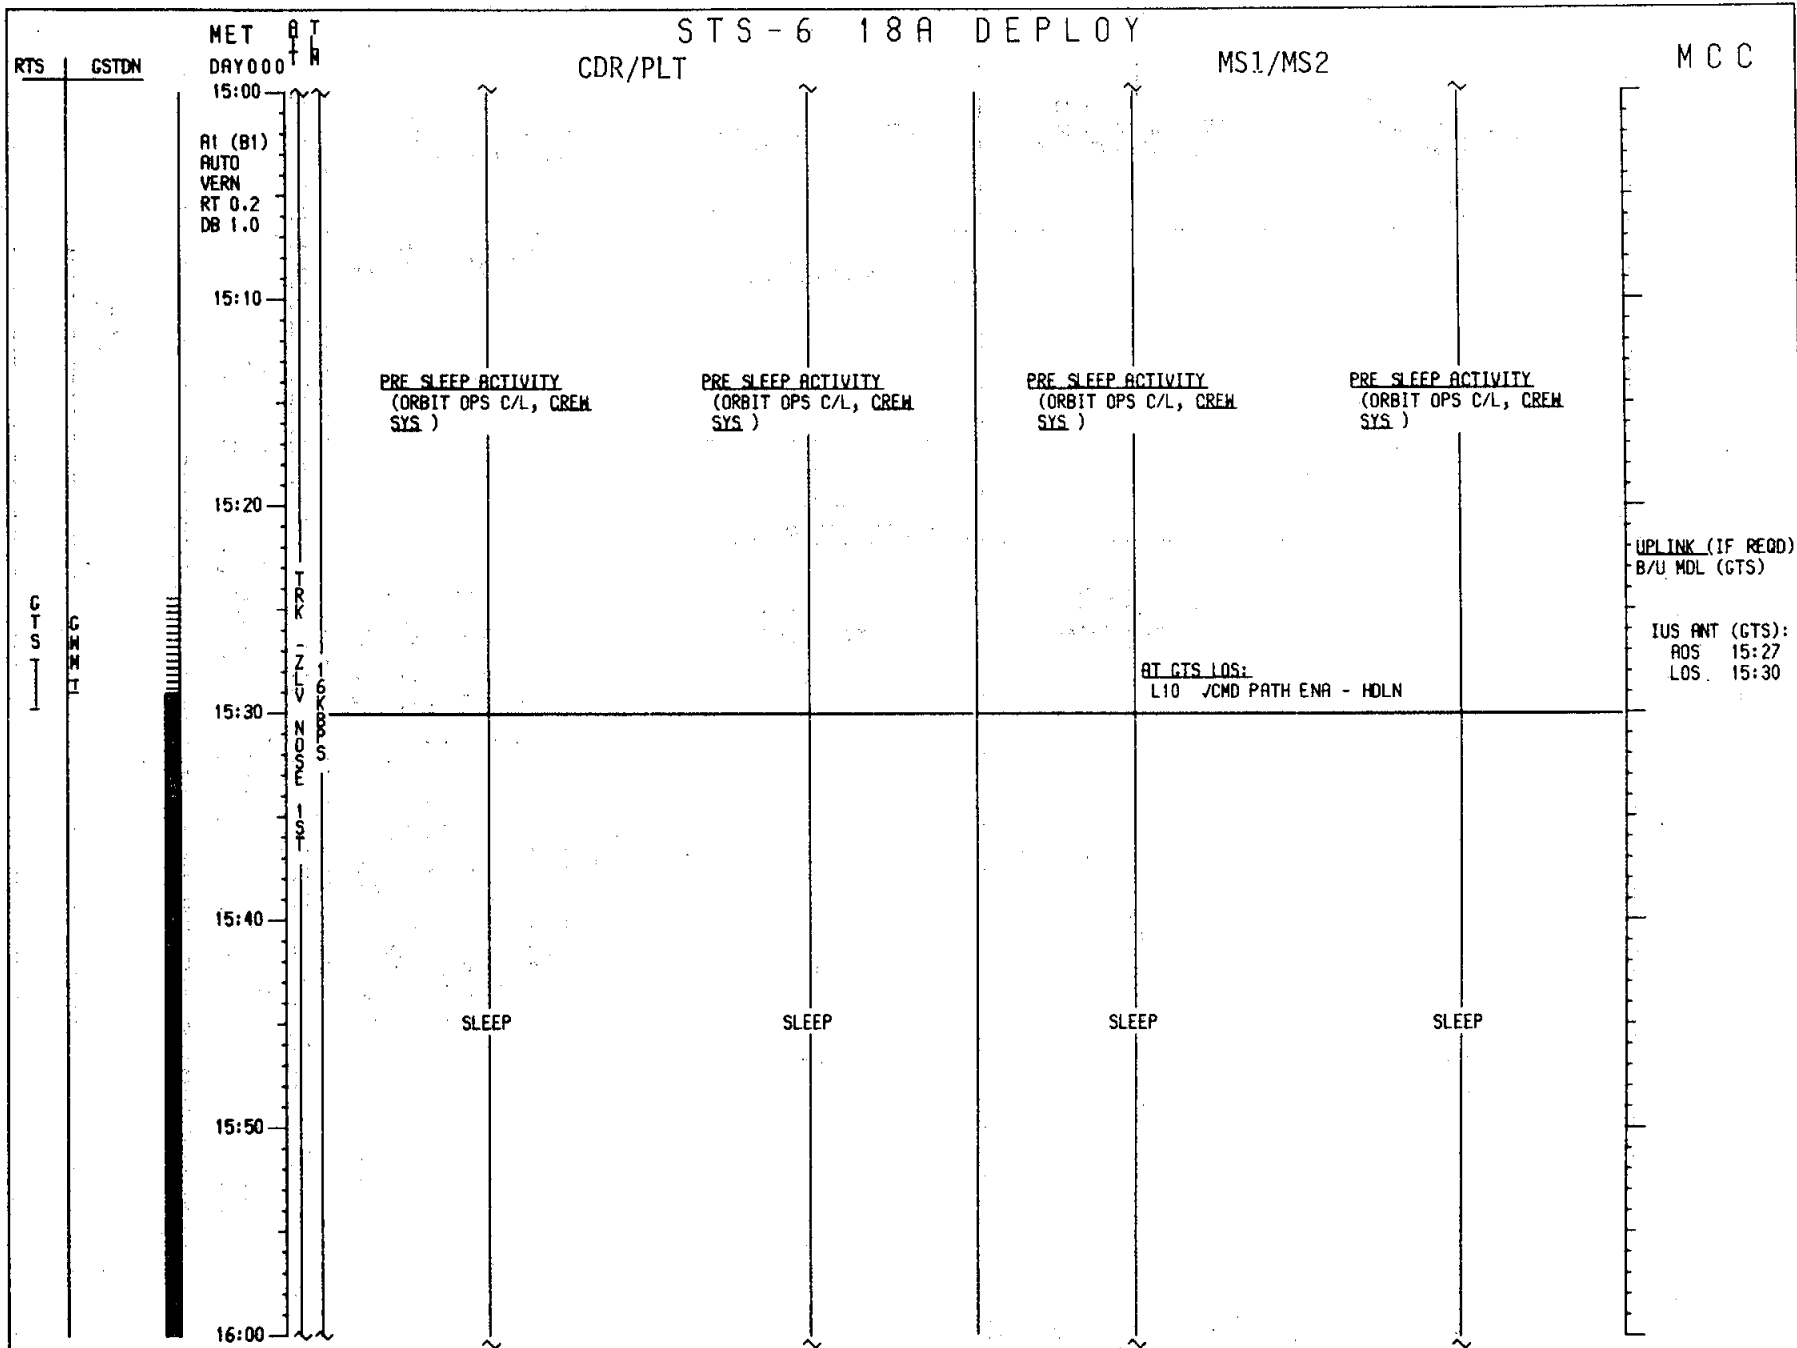 STS-6 18A DEPLOY
RTS GSTDN
MET
DAY 000
ATT
TLM
CDR/PLT
MS1/MS2
MCC
15:00
A1 (B1)
AUTO
VERN
RT 0.2
DB 1.0
15:10
PRE SLEEP ACTIVITY
(ORBIT OPS C/L, CREW
SYS )
PRE SLEEP ACTIVITY
(ORBIT OPS C/L, CREW
SYS )
PRE SLEEP ACTIVITY
(ORBIT OPS C/L, CREW
SYS )
PRE SLEEP ACTIVITY
(ORBIT OPS C/L, CREW
SYS )
15:20
UPLINK (IF REQD)
B/U MDL (GTS)
GTS
GWM
TRK -ZLV NOSE 1ST
16KBPS
IUS ANT (GTS):
AOS 15:27
LOS 15:30
AT GTS LOS:
L10 √CMD PATH ENA - HDLN
15:30
15:40
SLEEP
SLEEP
SLEEP
SLEEP
15:50
16:00